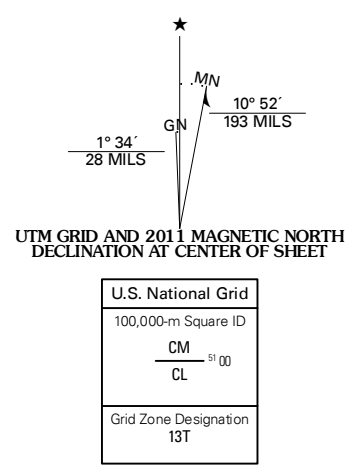 ★
MN
GN
10° 52´
193 MILS
1° 34´
28 MILS
UTM GRID AND 2011 MAGNETIC NORTH
DECLINATION AT CENTER OF SHEET
U.S. National Grid
100,000-m Square ID
CM
51 00
CL
Grid Zone Designation
13T